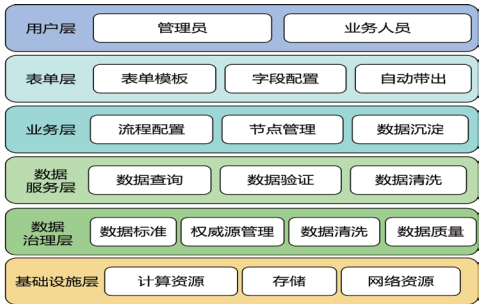 用户层 管理员 业务人员
表单层 表单模板 字段配置 自动带出
业务层 流程配置 节点管理 数据沉淀
数据
服务层 数据查询 数据验证 数据清洗
数据
治理层 数据标准 权威源管理 数据清洗 数据质量
基础设施层 计算资源 存储 网络资源